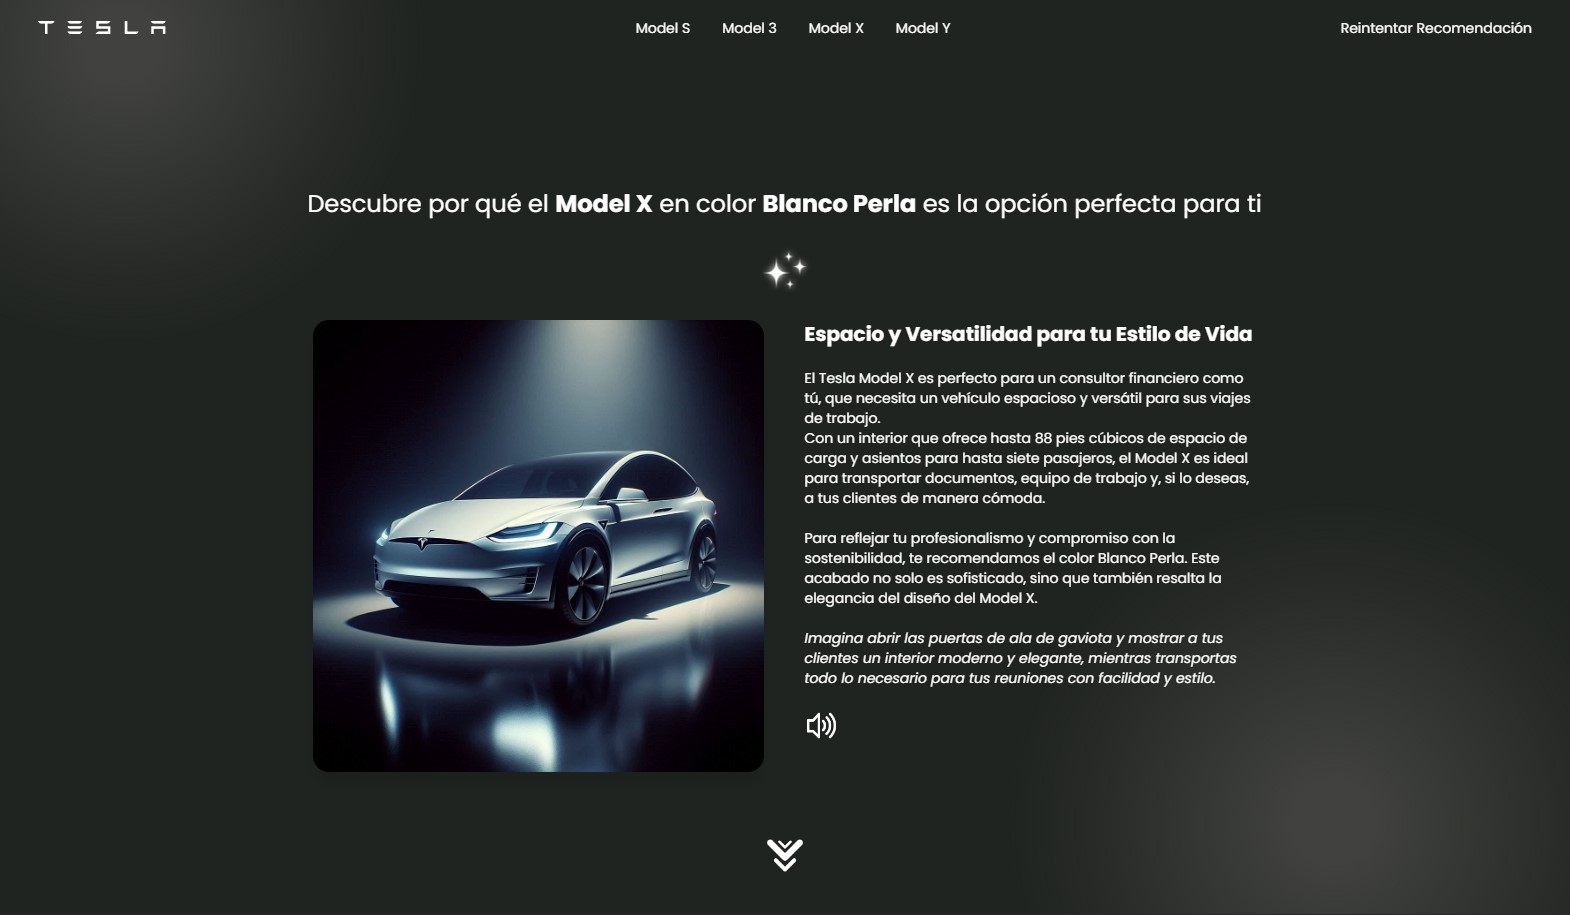 TESLA
Model S
Model 3
Model X
Model Y
Reintentar Recomendación
Descubre por qué el Model X en color Blanco Perla es la opción perfecta para ti
Espacio y Versatilidad para tu Estilo de Vida
El Tesla Model X es perfecto para un consultor financiero como
tú, que necesita un vehículo espacioso y versátil para sus viajes
de trabajo.
Con un interior que ofrece hasta 88 pies cúbicos de espacio de
carga y asientos para hasta siete pasajeros, el Model X es ideal
para transportar documentos, equipo de trabajo y, si lo deseas,
a tus clientes de manera cómoda.
Para reflejar tu profesionalismo y compromiso con la
sostenibilidad, te recomendamos el color Blanco Perla. Este
acabado no solo es sofisticado, sino que también resalta la
elegancia del diseño del Model X.
Imagina abrir las puertas de ala de gaviota y mostrar a tus
clientes un interior moderno y elegante, mientras transportas
todo lo necesario para tus reuniones con facilidad y estilo.